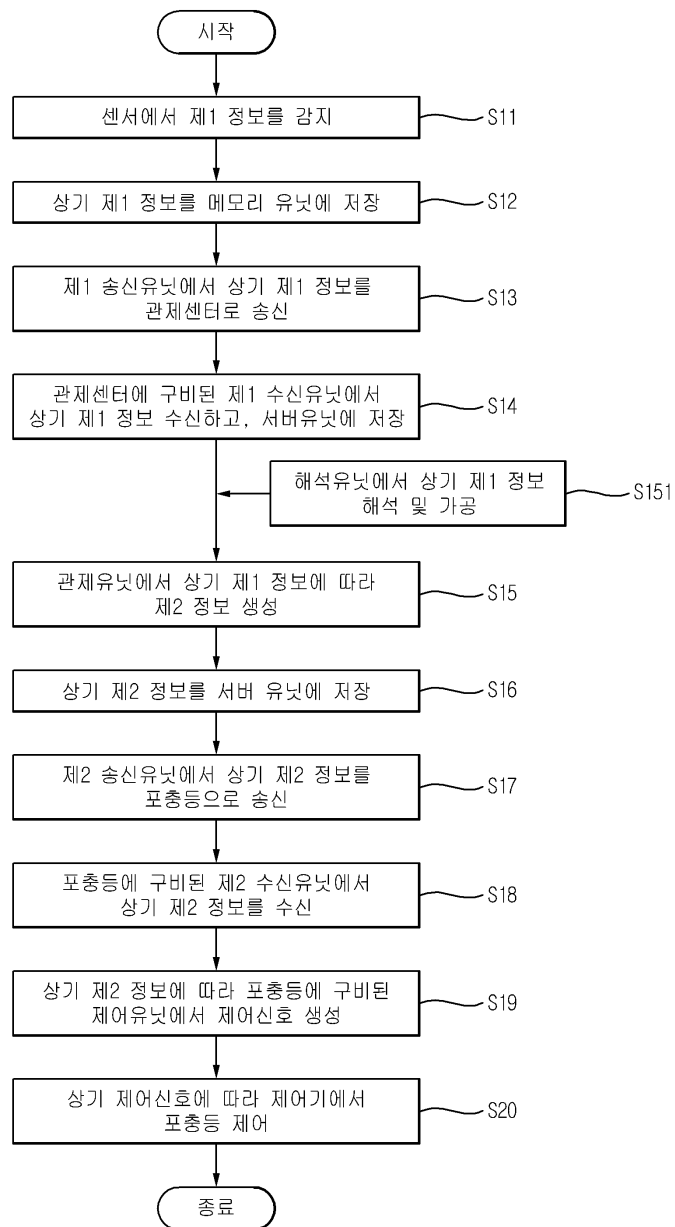 시작
센서에서 제1 정보를 감지
S11
상기 제1 정보를 메모리 유닛에 저장
S12
제1 송신유닛에서 상기 제1 정보를
관제센터로 송신
S13
관제센터에 구비된 제1 수신유닛에서
상기 제1 정보 수신하고, 서버유닛에 저장
S14
해석유닛에서 상기 제1 정보
해석 및 가공
S151
관제유닛에서 상기 제1 정보에 따라
제2 정보 생성
S15
상기 제2 정보를 서버 유닛에 저장
S16
제2 송신유닛에서 상기 제2 정보를
포충등으로 송신
S17
포충등에 구비된 제2 수신유닛에서
상기 제2 정보를 수신
S18
상기 제2 정보에 따라 포충등에 구비된
제어유닛에서 제어신호 생성
S19
상기 제어신호에 따라 제어기에서
포충등 제어
S20
종료